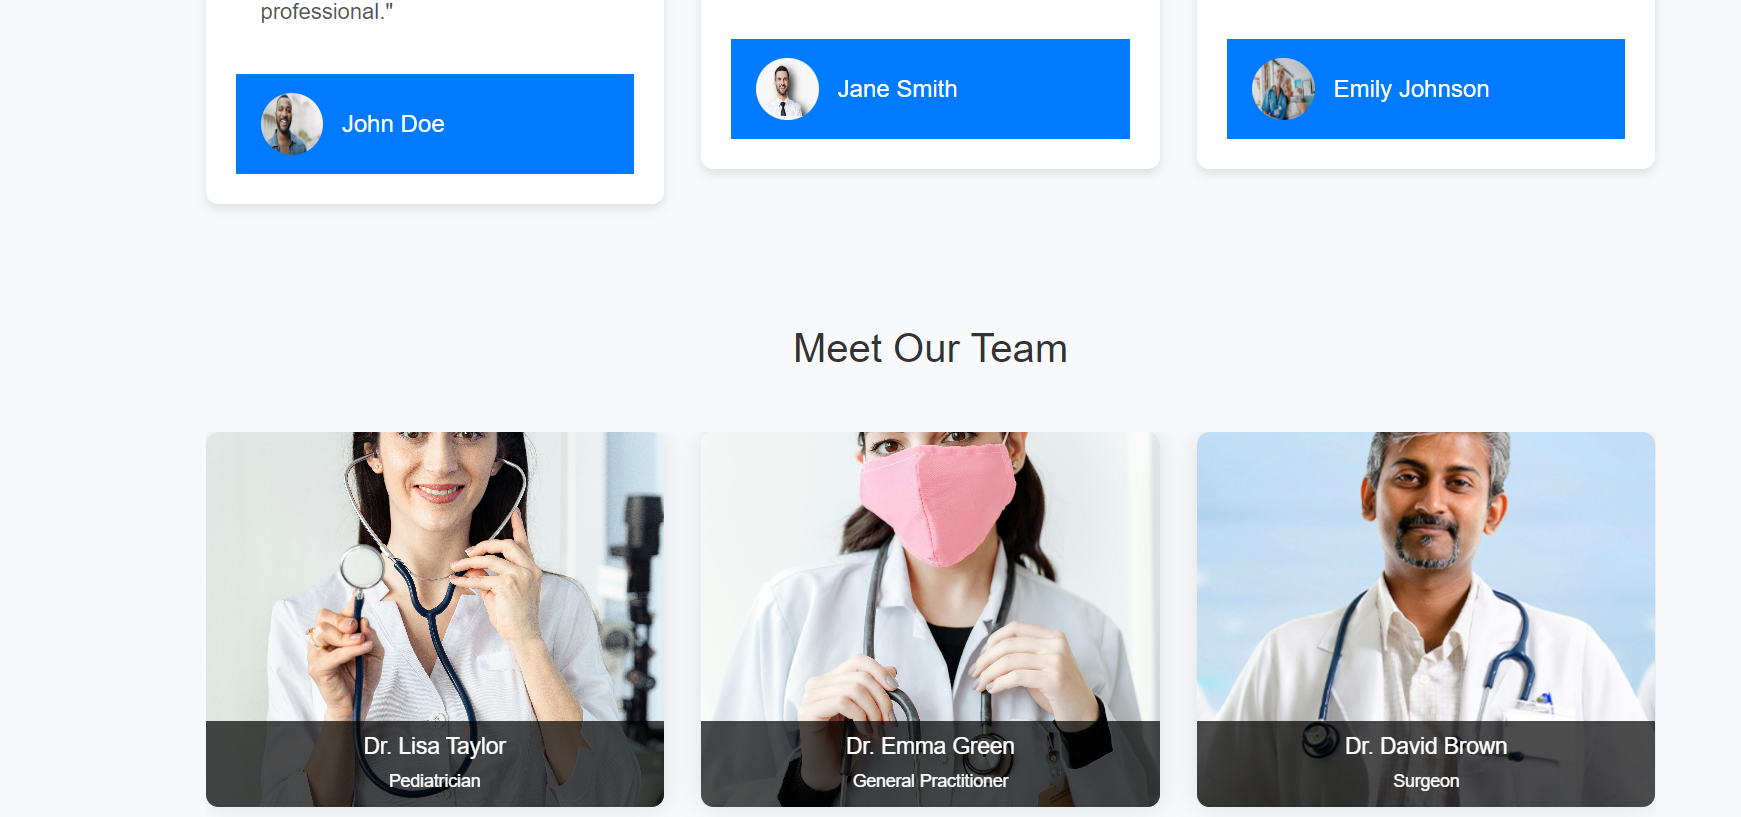 professional."
John Doe
Jane Smith
Emily Johnson
Meet Our Team
Dr. Lisa Taylor
Pediatrician
Dr. Emma Green
General Practitioner
Dr. David Brown
Surgeon